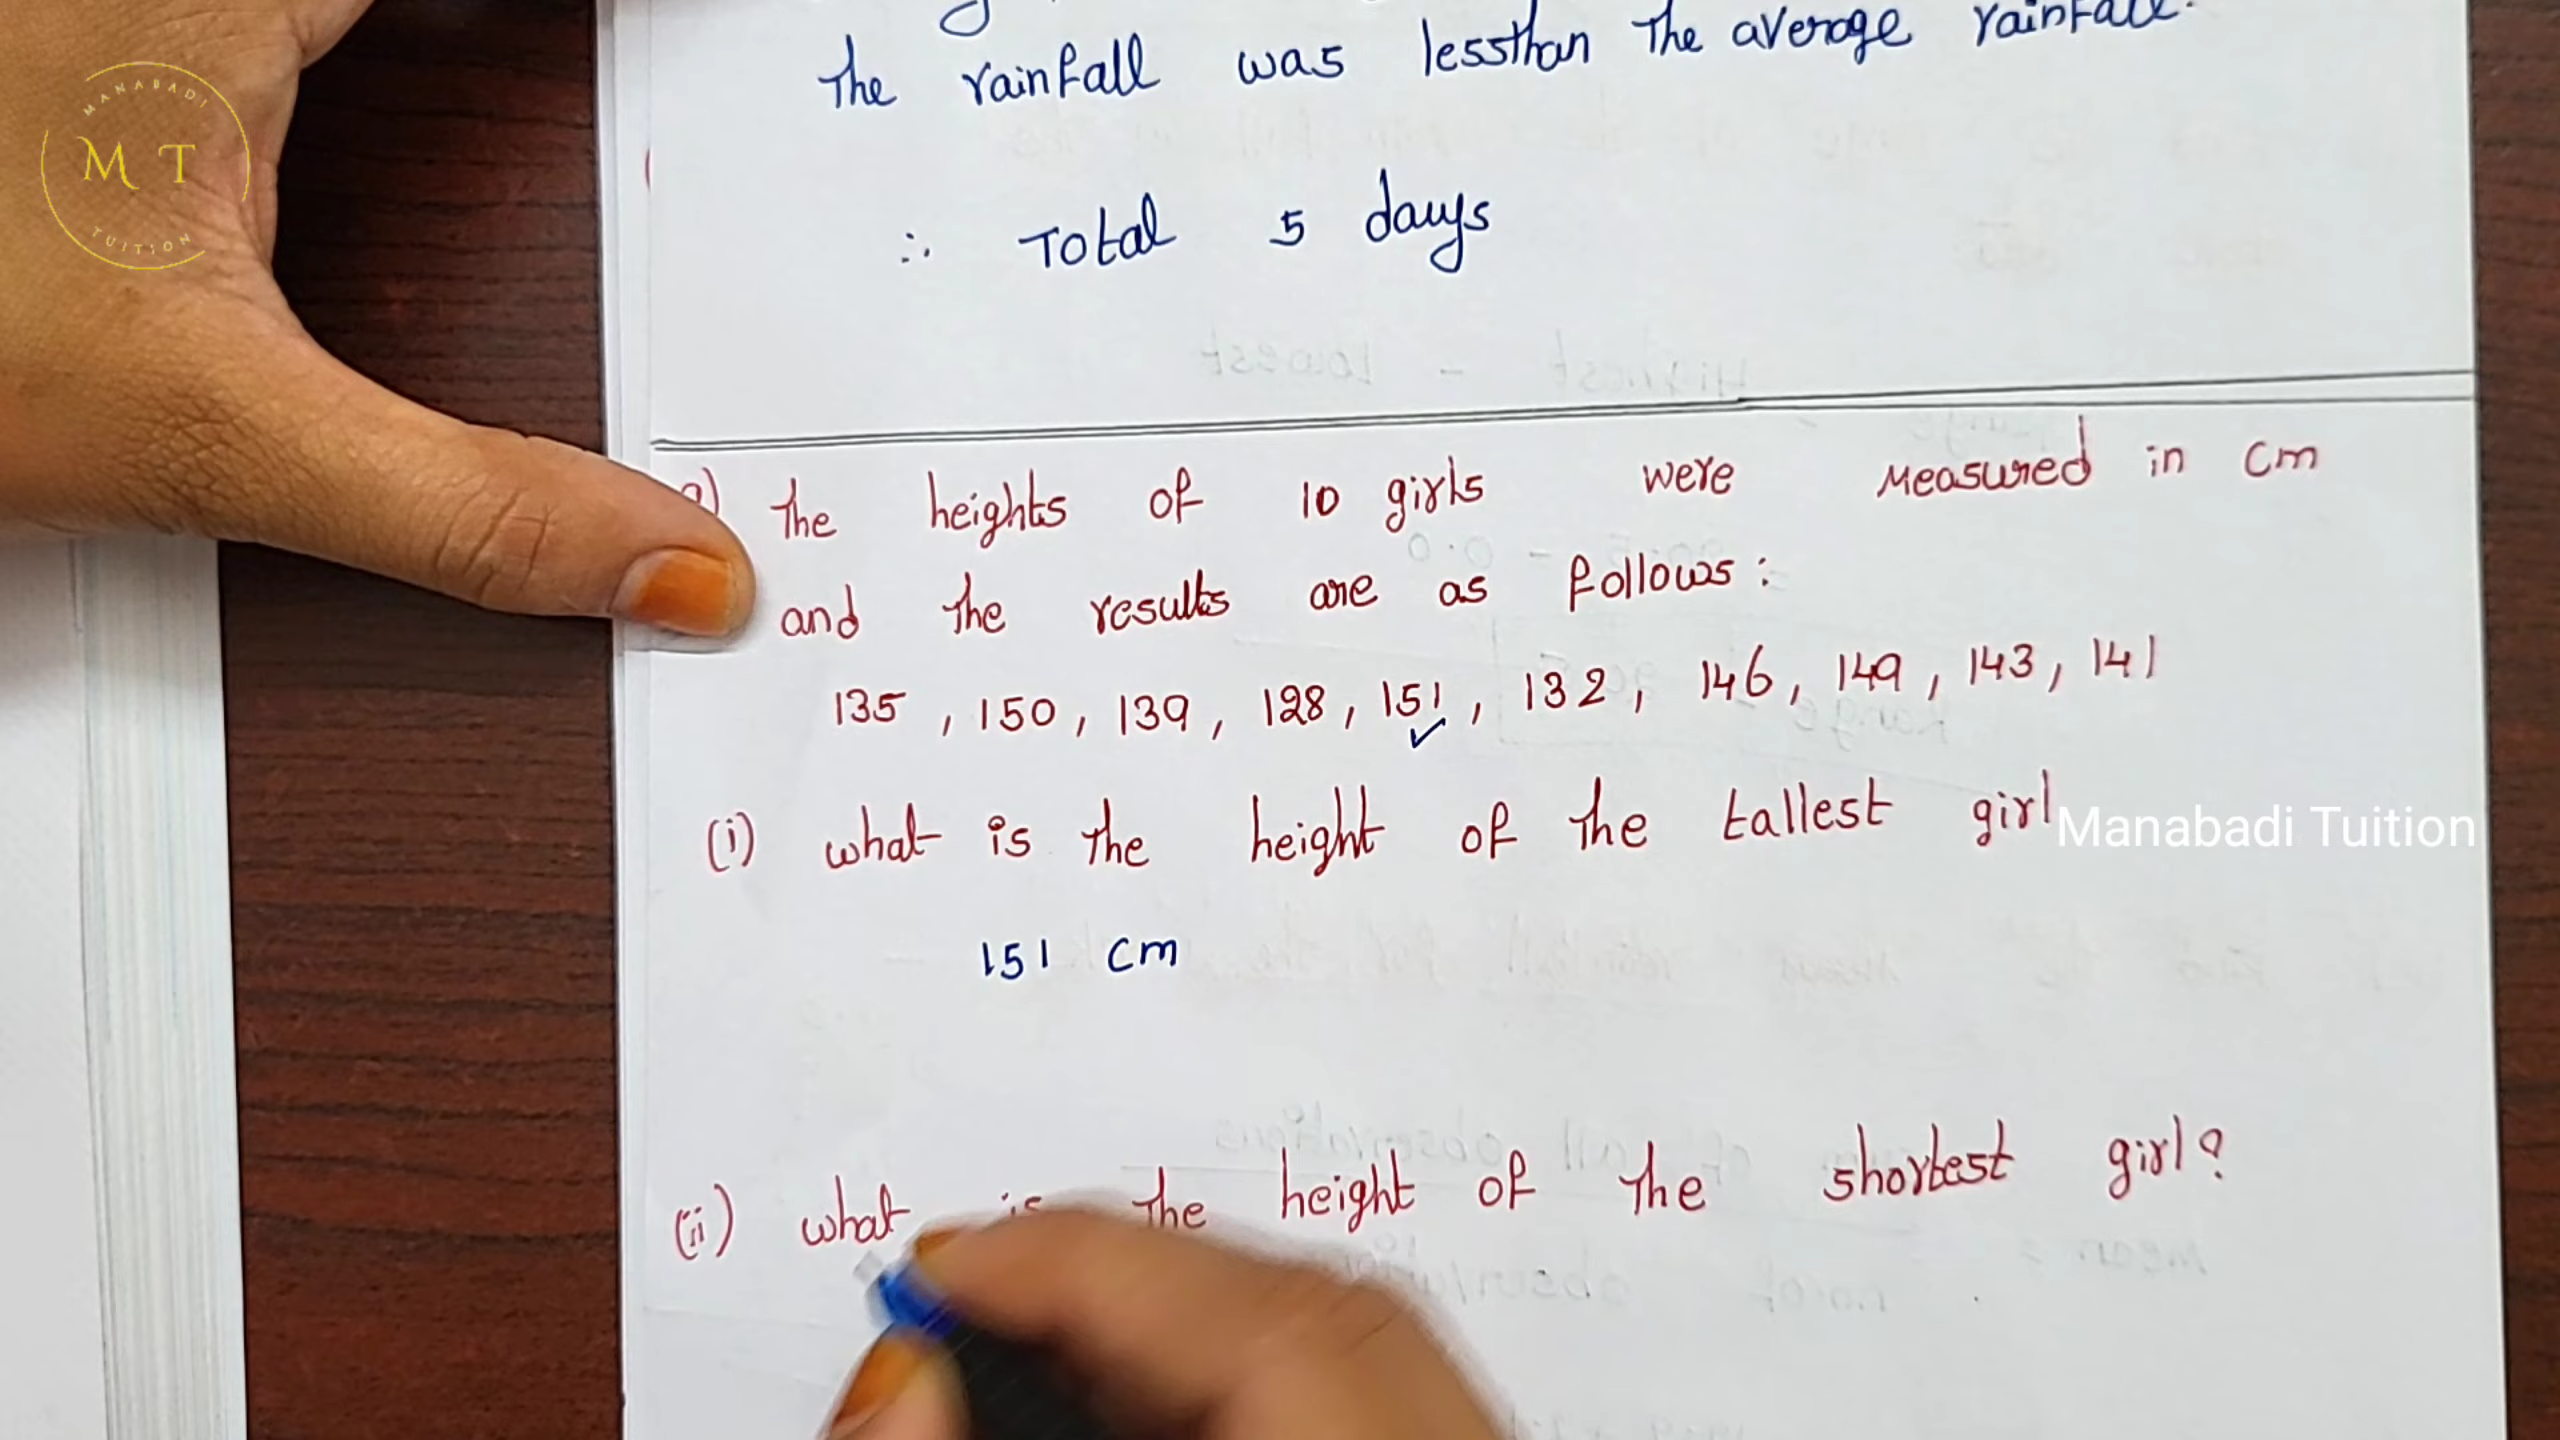 MANABADI
M T
TUITION
The rainfall was lessthan The average rainfall.
∴ Total 5 days
The heights of 10 girls were Measured in cm
and The results are as follows :
135 , 150 , 139 , 128 , 151 , 132 , 146 , 149 , 143 , 141
(i) what is The height of The tallest girl
Manabadi Tuition
151 cm
(ii) what is The height of The shortest girl?